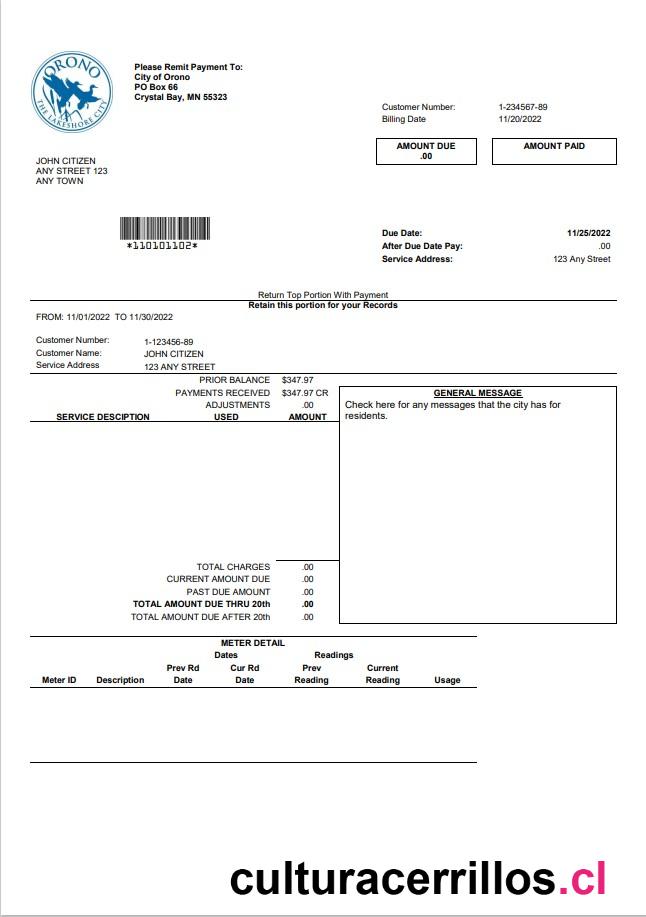 ORONO
THE LAKESHORE CITY
Please Remit Payment To:
City of Orono
PO Box 66
Crystal Bay, MN 55323
Customer Number: 1-234567-89
Billing Date 11/20/2022
AMOUNT DUE AMOUNT PAID
.00
JOHN CITIZEN
ANY STREET 123
ANY TOWN
*110101102*
Due Date: 11/25/2022
After Due Date Pay: .00
Service Address: 123 Any Street
Return Top Portion With Payment
Retain this portion for your Records
FROM: 11/01/2022 TO 11/30/2022
Customer Number: 1-123456-89
Customer Name: JOHN CITIZEN
Service Address 123 ANY STREET
PRIOR BALANCE $347.97
PAYMENTS RECEIVED $347.97 CR
ADJUSTMENTS .00
SERVICE DESCIPTION USED AMOUNT
GENERAL MESSAGE
Check here for any messages that the city has for
residents.
TOTAL CHARGES .00
CURRENT AMOUNT DUE .00
PAST DUE AMOUNT .00
TOTAL AMOUNT DUE THRU 20th .00
TOTAL AMOUNT DUE AFTER 20th .00
METER DETAIL
Dates Readings
Prev Rd Cur Rd Prev Current
Meter ID Description Date Date Reading Reading Usage
culturacerrillos.cl